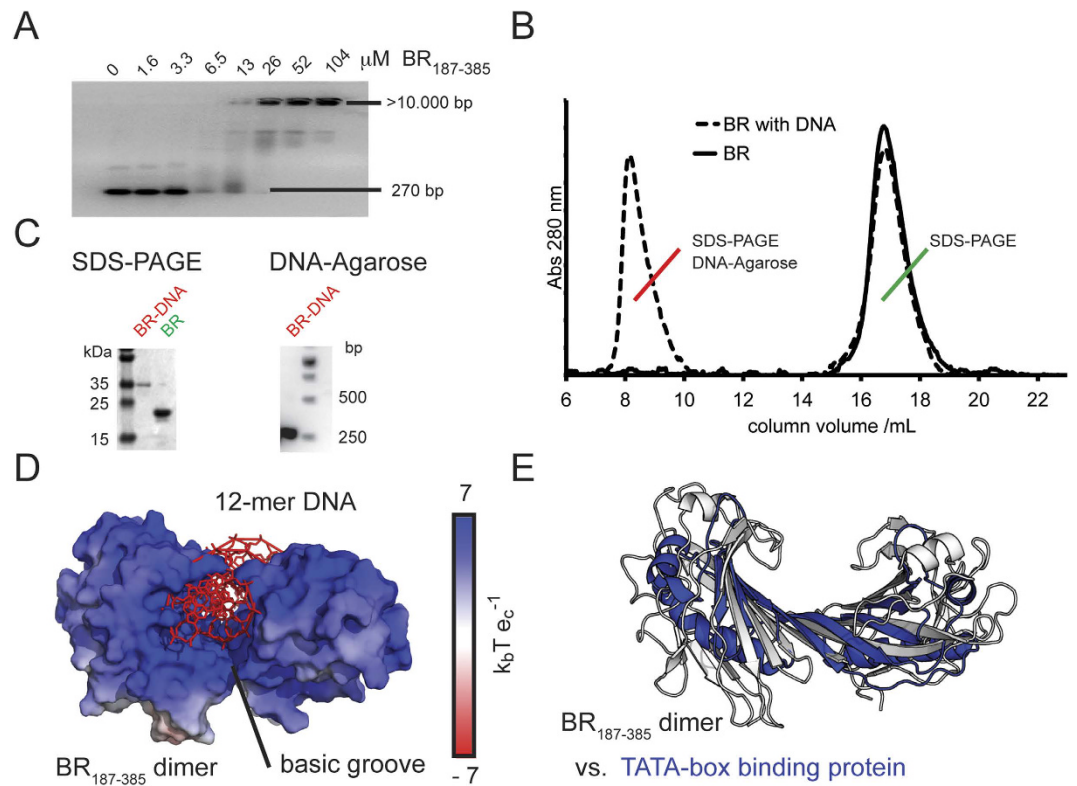 A
0 1.6 3.3 6.5 13 26 52 104 μM BR187-385
>10.000 bp
270 bp
B
BR with DNA
BR
Abs 280 nm
SDS-PAGE
DNA-Agarose
SDS-PAGE
6 8 10 12 14 16 18 20 22
column volume /mL
C
SDS-PAGE
BR-DNA
BR
kDa
35
25
15
DNA-Agarose
BR-DNA
bp
500
250
D
12-mer DNA
7
kbT ec-1
- 7
BR187-385 dimer
basic groove
E
BR187-385 dimer
vs. TATA-box binding protein